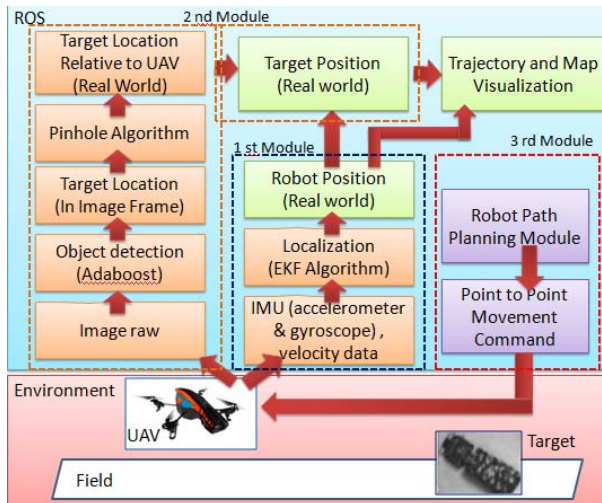 ROS
2 nd Module
Target Location
Relative to UAV
(Real World)
Pinhole Algorithm
Target Location
(In Image Frame)
Object detection
(Adaboost)
Image raw
Target Position
(Real world)
Trajectory and Map
Visualization
1 st Module
Robot Position
(Real world)
Localization
(EKF Algorithm)
IMU (accelerometer
& gyroscope) ,
velocity data
3 rd Module
Robot Path
Planning Module
Point to Point
Movement
Command
Environment
UAV
Target
Field